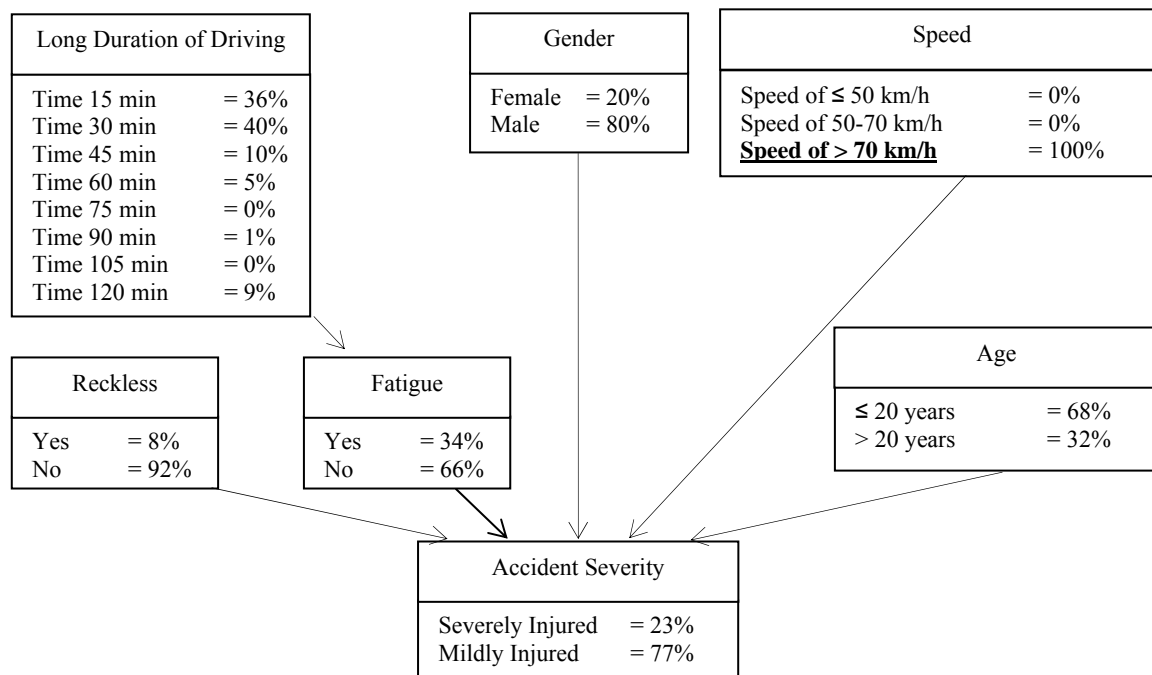 Long Duration of Driving
Time 15 min = 36%
Time 30 min = 40%
Time 45 min = 10%
Time 60 min = 5%
Time 75 min = 0%
Time 90 min = 1%
Time 105 min = 0%
Time 120 min = 9%
Gender
Female = 20%
Male = 80%
Speed
Speed of ≤ 50 km/h = 0%
Speed of 50-70 km/h = 0%
Speed of > 70 km/h = 100%
Reckless
Yes = 8%
No = 92%
Fatigue
Yes = 34%
No = 66%
Age
≤ 20 years = 68%
> 20 years = 32%
Accident Severity
Severely Injured = 23%
Mildly Injured = 77%